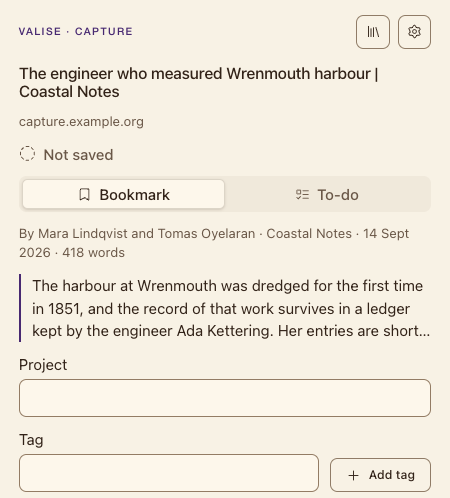 VALISE · CAPTURE
The engineer who measured Wrenmouth harbour |
Coastal Notes
capture.example.org
Not saved
Bookmark
To-do
By Mara Lindqvist and Tomas Oyelaran · Coastal Notes · 14 Sept
2026 · 418 words
The harbour at Wrenmouth was dredged for the first time
in 1851, and the record of that work survives in a ledger
kept by the engineer Ada Kettering. Her entries are short...
Project
Tag
Add tag